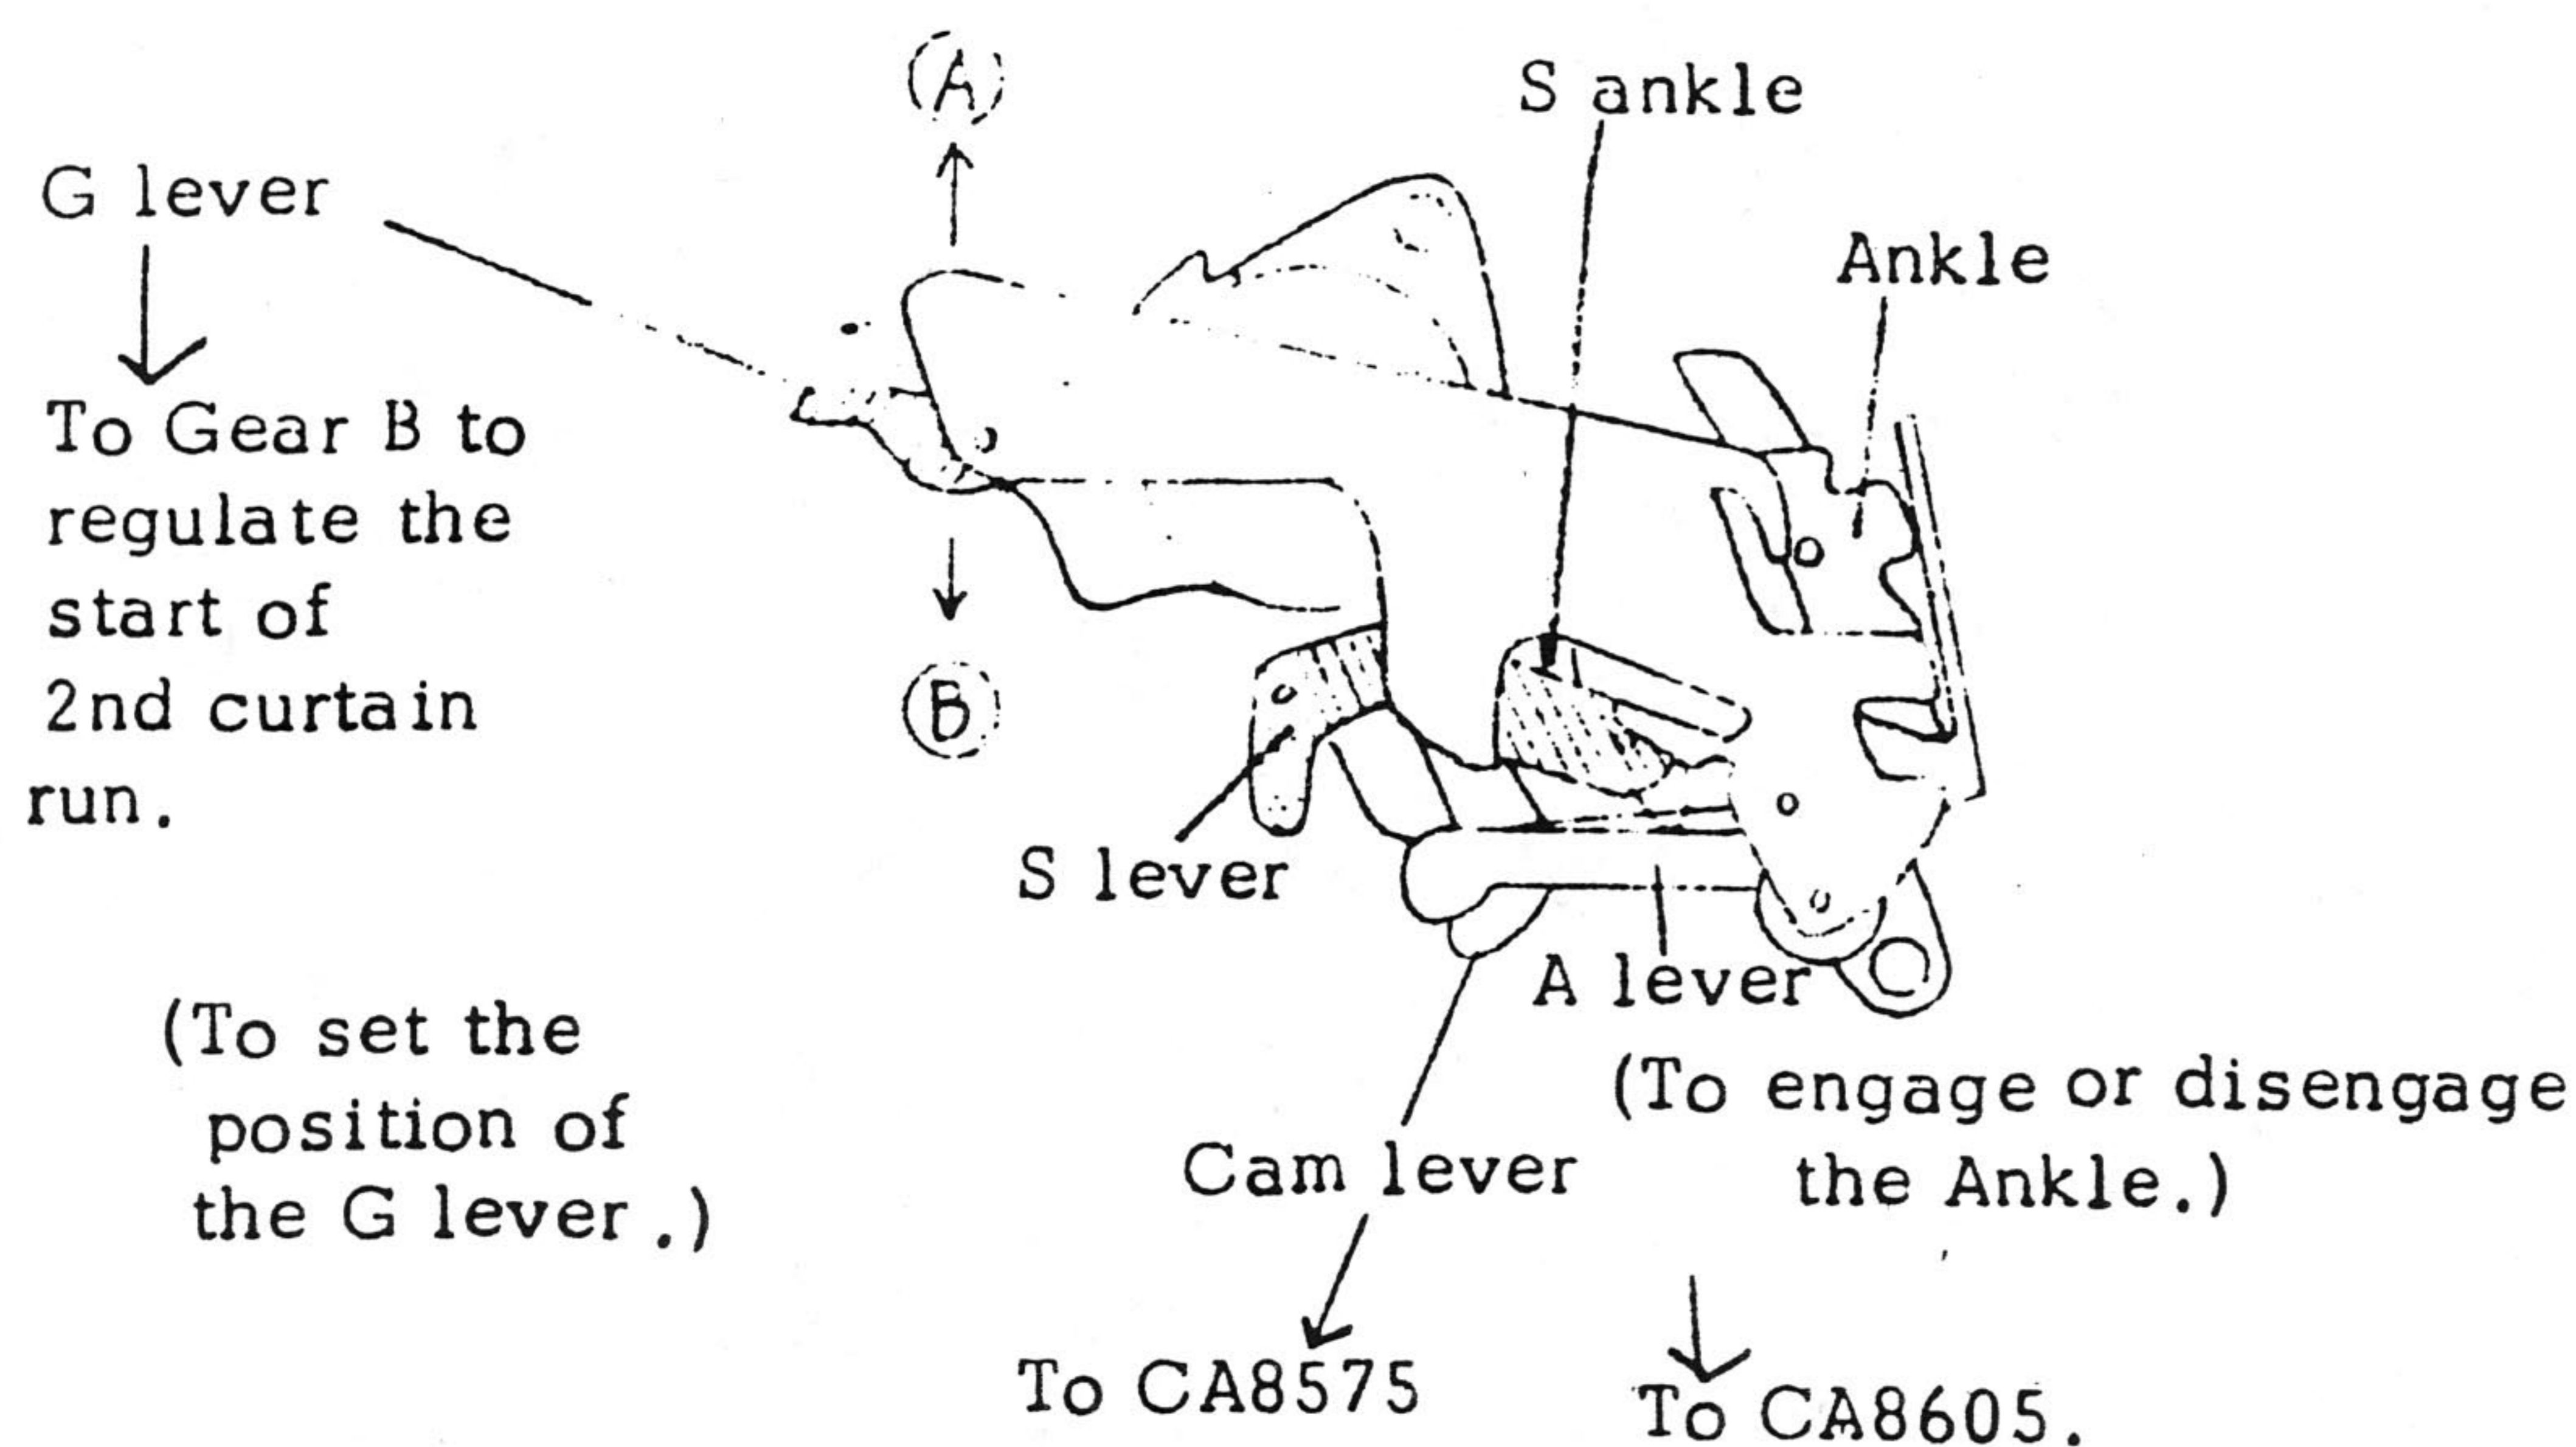 (A)
S ankle
G lever
Ankle
To Gear B to
regulate the
start of
2nd curtain
run.
B
S lever
A lever
(To set the
position of
the G lever.)
(To engage or disengage
the Ankle.)
Cam lever
To CA8575
To CA8605.